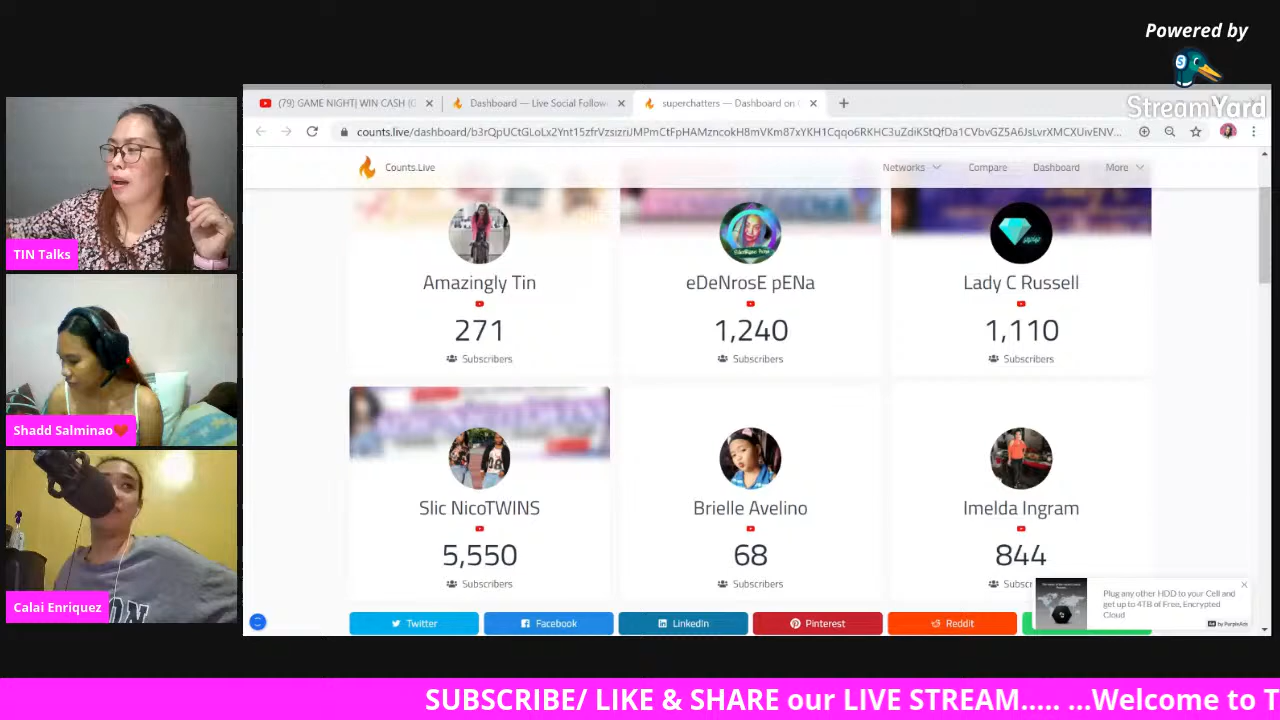 Powered by
StreamYard
(79) GAME NIGHT| WIN CASH (G
Dashboard — Live Social Follow
superchatters — Dashboard on
Counts.Live
Networks
Compare
Dashboard
More
TIN Talks
Shadd Salminao❤
Calai Enriquez
Amazingly Tin
271
Subscribers
eDeNrosE pENa
1,240
Subscribers
Lady C Russell
1,110
Subscribers
Slic NicoTWINS
5,550
Subscribers
Brielle Avelino
68
Subscribers
Imelda Ingram
844
Subsc
Twitter
Facebook
LinkedIn
Pinterest
Reddit
Plug any other HDD to your Cell and
get up to 4TB of Free, Encrypted
Cloud
Ad by PurpleAds
SUBSCRIBE/ LIKE & SHARE our LIVE STREAM..... ...Welcome to T